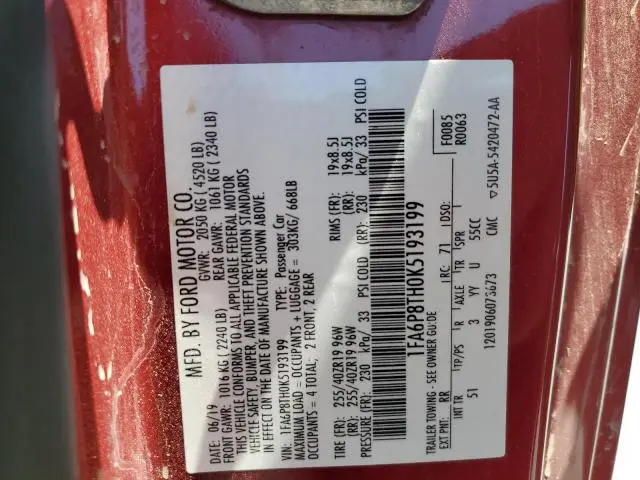 MFD. BY FORD MOTOR CO.
DATE: 06/19 GVWR: 2050 KG (4520 LB)
FRONT GAWR: 1016 KG (2240 LB) REAR GAWR: 1061 KG (2340 LB)
THIS VEHICLE CONFORMS TO ALL APPLICABLE FEDERAL MOTOR
VEHICLE SAFETY, BUMPER, AND THEFT PREVENTION STANDARDS
IN EFFECT ON THE DATE OF MANUFACTURE SHOWN ABOVE.
VIN: 1FA6P8TH0K5193199 TYPE: Passenger Car
MAXIMUM LOAD = OCCUPANTS + LUGGAGE = 303KG/ 668LB
OCCUPANTS = 4 TOTAL; 2 FRONT, 2 REAR
TIRE (FR): 255/40ZR19 96W RIMS (FR): 19x8.5J
(RR): 255/40ZR19 96W (RR): 19x8.5J
PRESSURE (FR): 230 kPa/ 33 PSI COLD (RR): 230 kPa/ 33 PSI COLD
1FA6P8TH0K5193199
TRAILER TOWING - SEE OWNER GUIDE
F0085
R0063
EXT PNT: RR RC: 71 DSO:
INT TR TP/PS R AXLE TR SPR
51 3 YY U 55CC
1201906073673 CMC ▽5U5A-5420472-AA